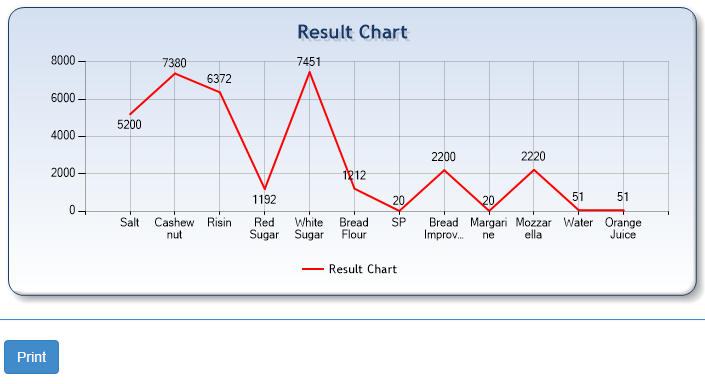 Result Chart
8000
6000
4000
2000
0
5200
7380
6372
1192
7451
1212
20
2200
20
2220
51
51
Salt
Cashew
nut
Risin
Red
Sugar
White
Sugar
Bread
Flour
SP
Bread
Improv...
Margari
ne
Mozzar
ella
Water
Orange
Juice
Result Chart
Print